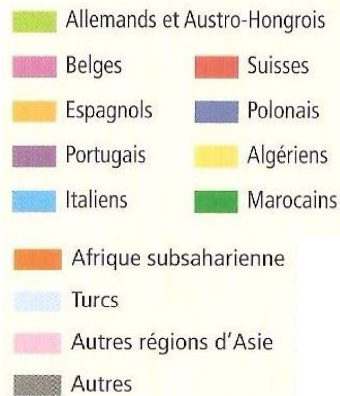 Allemands et Austro-Hongrois
Belges Suisses
Espagnols Polonais
Portugais Algériens
Italiens Marocains
Afrique subsaharienne
Turcs
Autres régions d'Asie
Autres